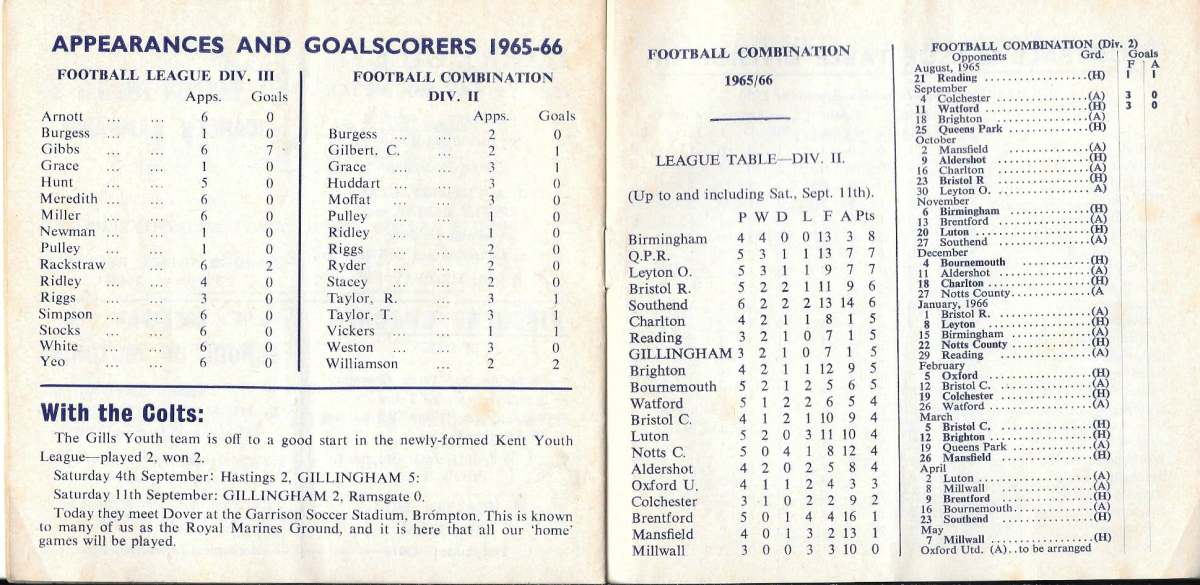 APPEARANCES AND GOALSCORERS 1965-66
FOOTBALL LEAGUE DIV. III
Apps. Goals
Arnott ... ... 6 0
Burgess ... ... 1 0
Gibbs ... ... 6 7
Grace ... ... 1 0
Hunt ... ... 5 0
Meredith ... ... 6 0
Miller ... ... 6 0
Newman ... ... 1 0
Pulley ... ... 1 0
Rackstraw ... 6 2
Ridley ... ... 4 0
Riggs ... ... 3 0
Simpson ... ... 6 0
Stocks ... ... 6 0
White ... ... 6 0
Yeo ... ... 6 0
FOOTBALL COMBINATION
DIV. II
Apps. Goals
Burgess ... ... 2 0
Gilbert, C. ... 2 1
Grace ... ... 3 1
Huddart ... 3 0
Moffat ... ... 3 0
Pulley ... ... 1 0
Ridley ... ... 1 0
Riggs ... ... 2 0
Ryder ... ... 2 0
Stacey ... ... 2 0
Taylor, R. ... 3 1
Taylor, T. ... 3 1
Vickers ... ... 1 1
Weston ... ... 3 0
Williamson ... 2 2
With the Colts:
The Gills Youth team is off to a good start in the newly-formed Kent Youth
League—played 2, won 2.
Saturday 4th September: Hastings 2, GILLINGHAM 5:
Saturday 11th September: GILLINGHAM 2, Ramsgate 0.
Today they meet Dover at the Garrison Soccer Stadium, Brompton. This is known
to many of us as the Royal Marines Ground, and it is here that all our 'home'
games will be played.
FOOTBALL COMBINATION
1965/66
LEAGUE TABLE—DIV. II.
(Up to and including Sat., Sept. 11th).
P W D L F A Pts
Birmingham 4 4 0 0 13 3 8
Q.P.R. 5 3 1 1 13 7 7
Leyton O. 5 3 1 1 9 7 7
Bristol R. 5 2 2 1 11 9 6
Southend 6 2 2 2 13 14 6
Charlton 4 2 1 1 8 1 5
Reading 3 2 1 0 7 1 5
GILLINGHAM 3 2 1 0 7 1 5
Brighton 4 2 1 1 12 9 5
Bournemouth 5 2 1 2 5 6 5
Watford 5 1 2 2 6 5 4
Bristol C. 4 1 2 1 10 9 4
Luton 5 2 0 3 11 10 4
Notts C. 5 0 4 1 8 12 4
Aldershot 4 2 0 2 5 8 4
Oxford U. 4 1 1 2 4 3 3
Colchester 3 1 0 2 2 9 2
Brentford 5 0 1 4 4 16 1
Mansfield 4 0 1 3 2 13 1
Millwall 3 0 0 3 3 10 0
FOOTBALL COMBINATION (Div. 2)
Opponents Grd. Goals
F A
August, 1965
21 Reading (H) 1 1
September
4 Colchester (A) 3 0
11 Watford (H) 3 0
18 Brighton (A)
25 Queens Park (H)
October
2 Mansfield (A)
9 Aldershot (H)
16 Charlton (A)
23 Bristol R (H)
30 Leyton O. A)
November
6 Birmingham (H)
13 Brentford (A)
20 Luton (H)
27 Southend (A)
December
4 Bournemouth (H)
11 Aldershot (A)
18 Charlton (H)
27 Notts County (A
January, 1966
1 Bristol R. (A)
8 Leyton (H)
15 Birmingham (A)
22 Notts County (H)
29 Reading (A)
February
5 Oxford (H)
12 Bristol C. (A)
19 Colchester (H)
26 Watford (A)
March
5 Bristol C. (H)
12 Brighton (H)
19 Queens Park (A)
26 Mansfield (H)
April
2 Luton (A)
8 Millwall (A)
9 Brentford (H)
16 Bournemouth (A)
23 Southend (H)
May
7 Millwall (H)
Oxford Utd. (A)..to be arranged